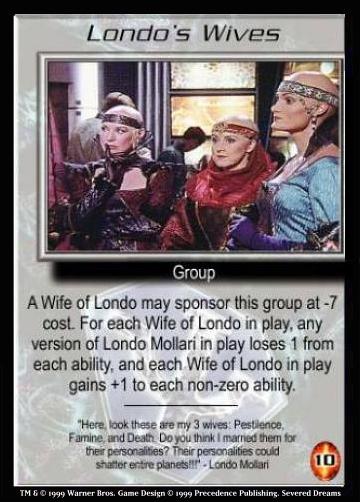 Londo's Wives
Group
A Wife of Londo may sponsor this group at -7
cost. For each Wife of Londo in play, any
version of Londo Mollari in play loses 1 from
each ability, and each Wife of Londo in play
gains +1 to each non-zero ability.
"Here, look these are my 3 wives: Pestilence,
Famine, and Death. Do you think I married them for
their personalities? Their personalities could
shatter entire planets!!!" - Londo Mollari
10
TM & © 1999 Warner Bros. Game Design © 1999 Precedence Publishing. Severed Dreams